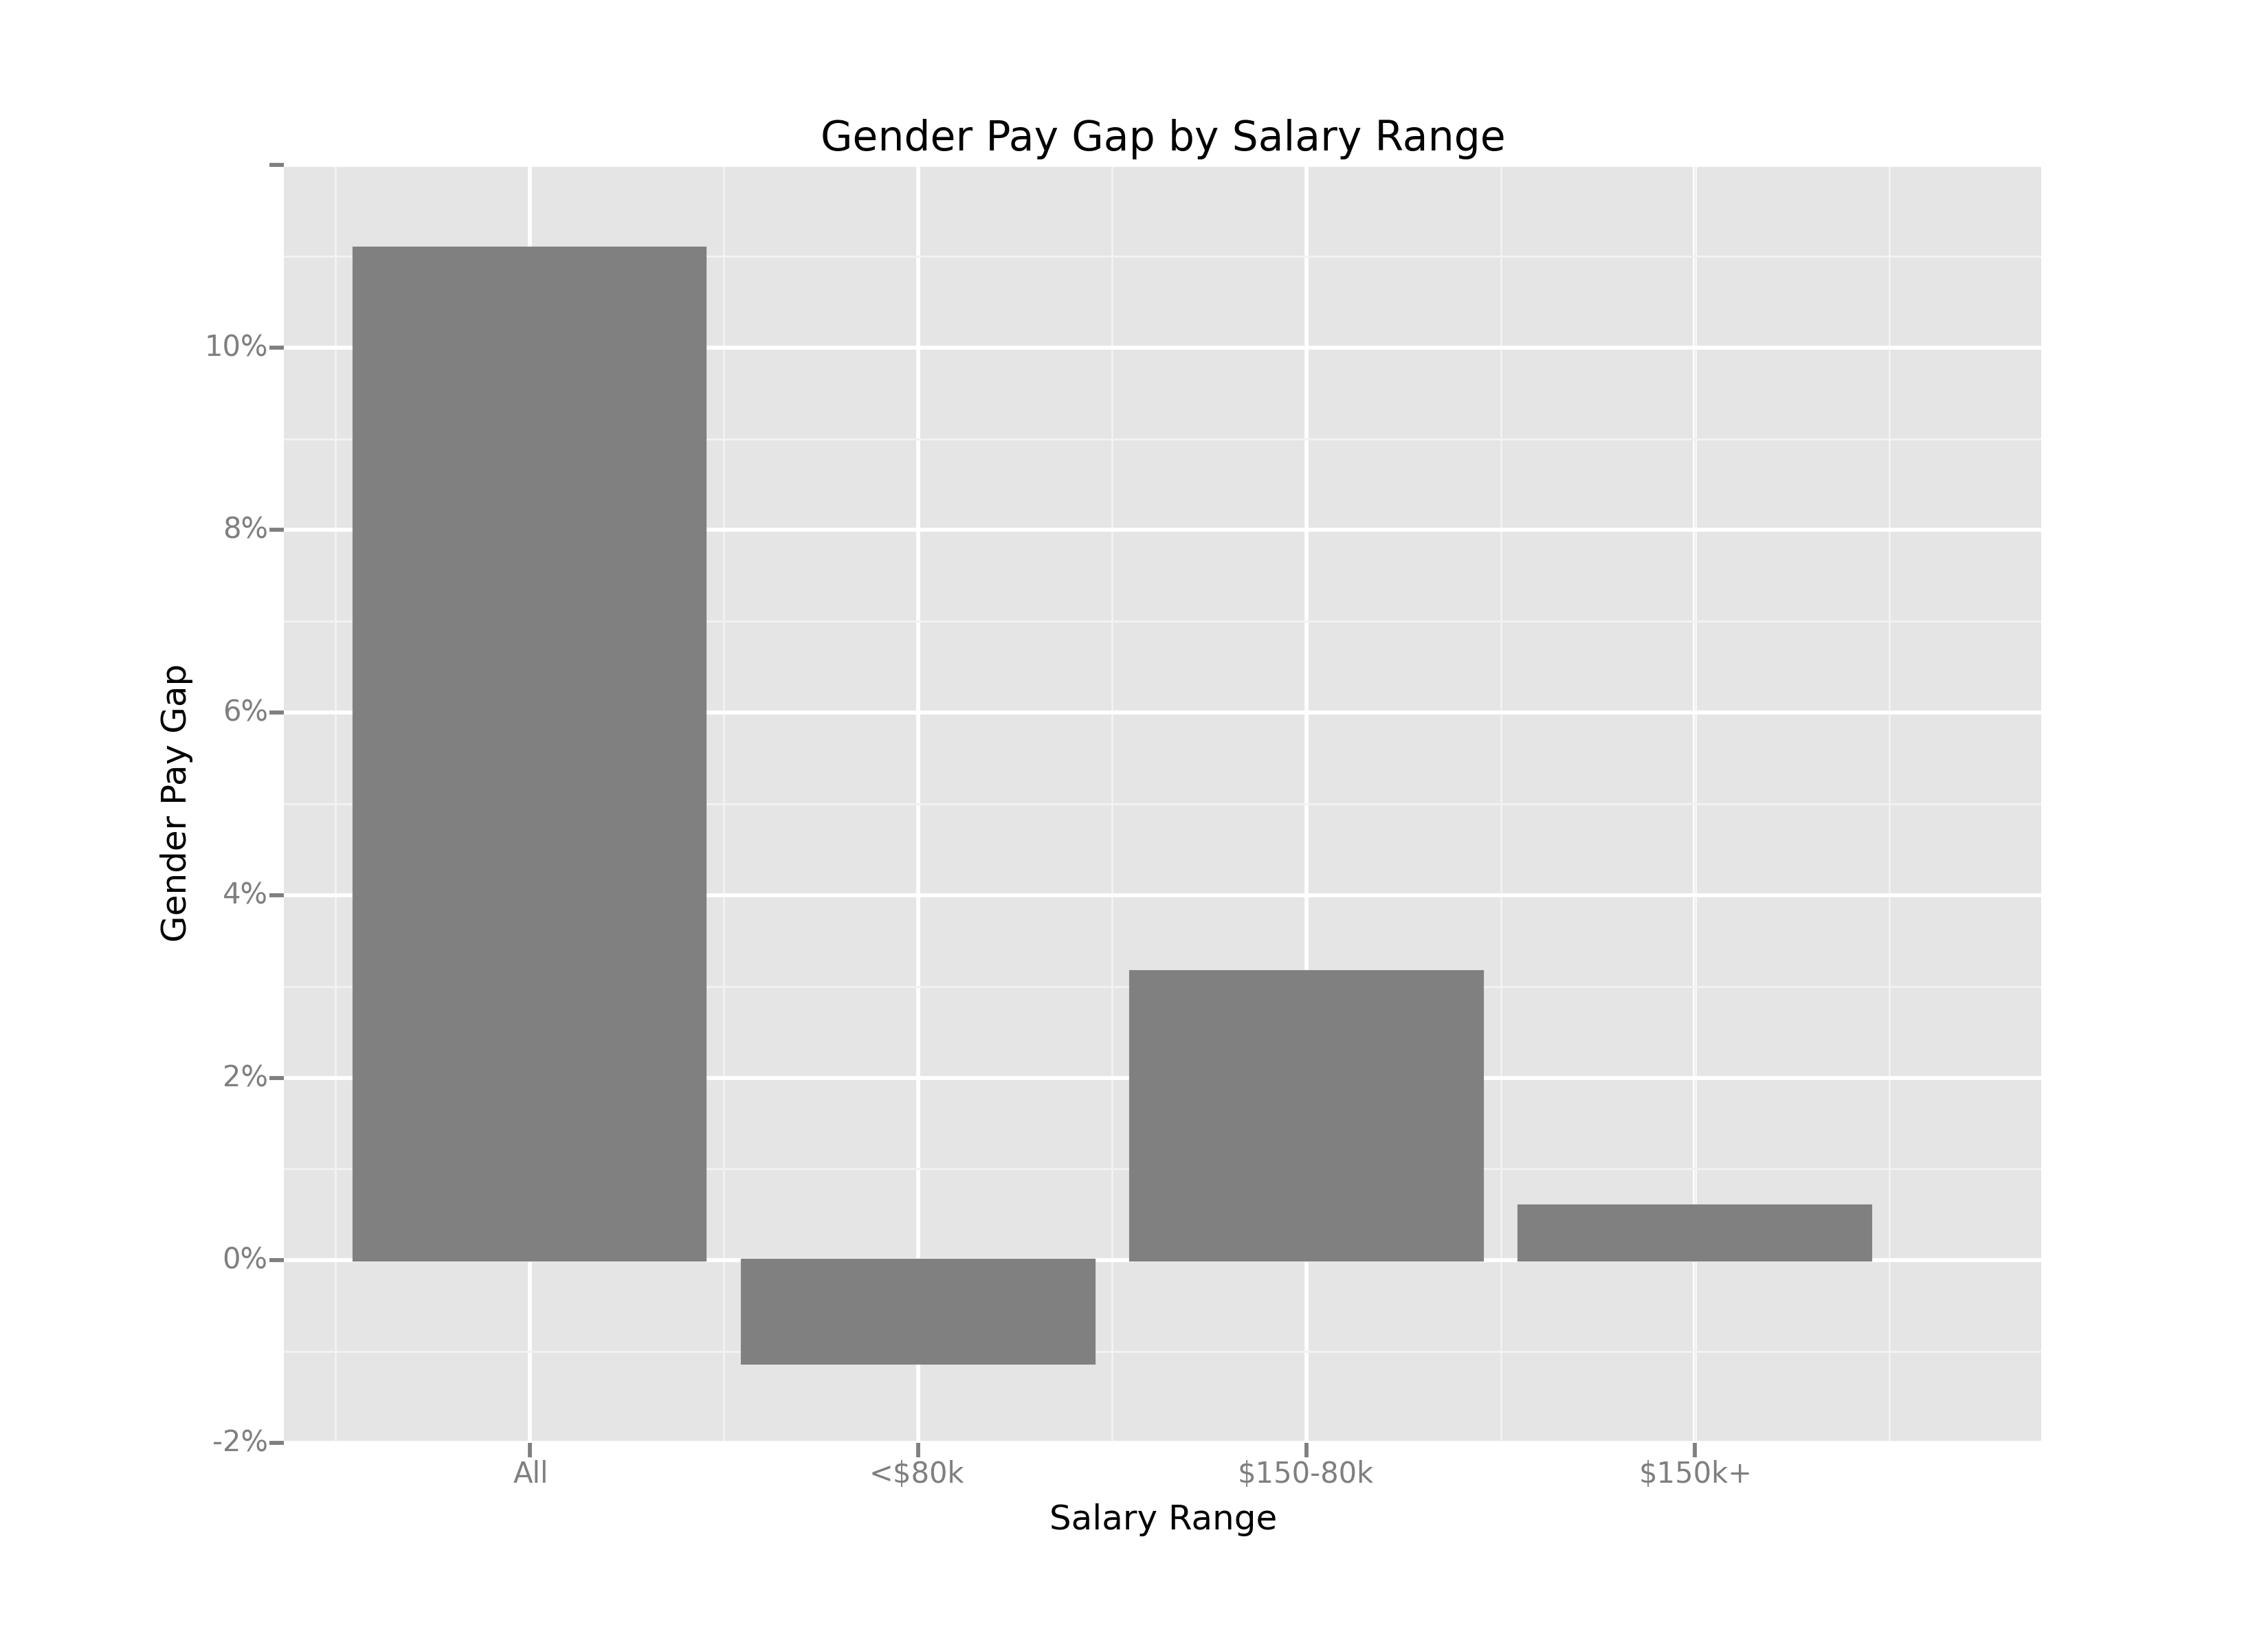 Gender Pay Gap by Salary Range
Gender Pay Gap
10%
8%
6%
4%
2%
0%
-2%
All
<$80k
$150-80k
$150k+
Salary Range